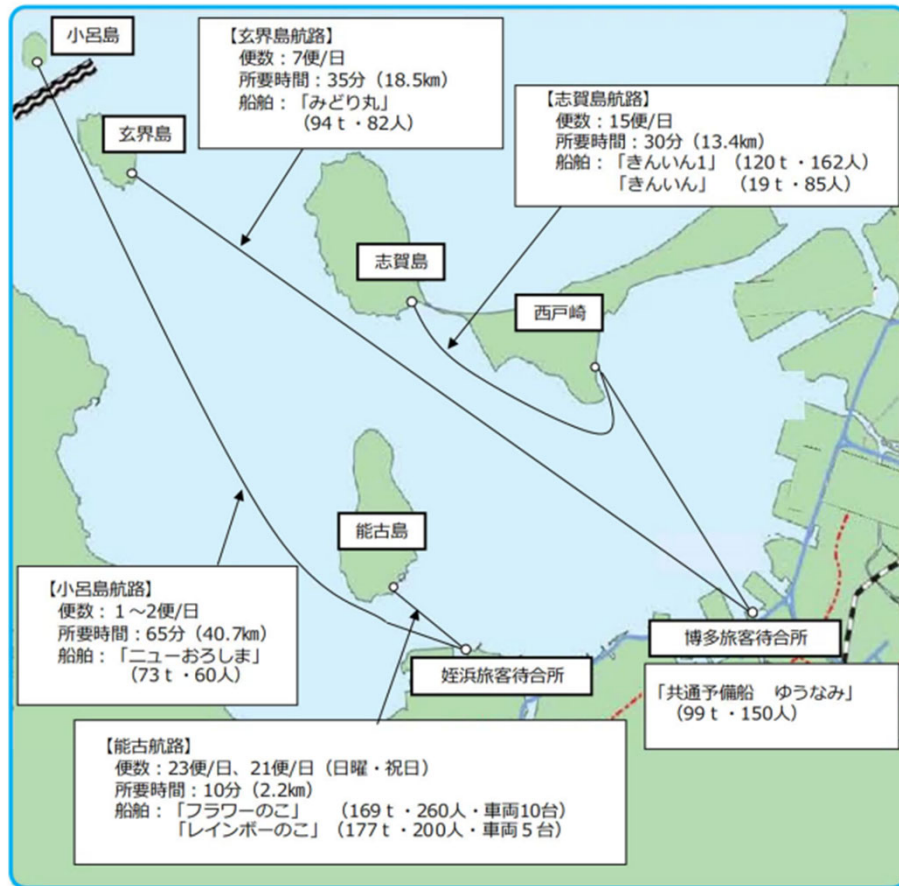 小呂島
【玄界島航路】
便数：7便/日
所要時間：35分（18.5km）
船舶：「みどり丸」
（94ｔ・82人）
玄界島
【志賀島航路】
便数：15便/日
所要時間：30分（13.4km）
船舶：「きんいん1」（120ｔ・162人）
「きんいん」　（19ｔ・85人）
志賀島
西戸崎
能古島
【小呂島航路】
便数：１～2便/日
所要時間：65分（40.7km）
船舶：「ニューおろしま」
（73ｔ・60人）
姪浜旅客待合所
博多旅客待合所
「共通予備船　ゆうなみ」
（99ｔ・150人）
【能古航路】
便数：23便/日、21便/日（日曜・祝日）
所要時間：10分（2.2km）
船舶：「フラワーのこ」　（169ｔ・260人・車両10台）
「レインボーのこ」（177ｔ・200人・車両５台）